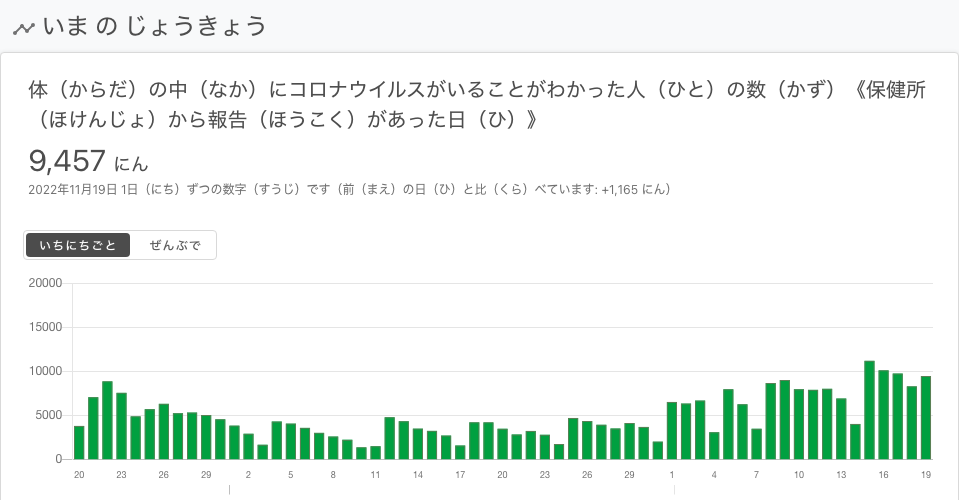 いま の じょうきょう
体（からだ）の中（なか）にコロナウイルスがいることがわかった人（ひと）の数（かず）《保健所
（ほけんじょ）から報告（ほうこく）があった日（ひ）》
9,457 にん
2022年11月19日 1日（にち）ずつの数字（すうじ）です（前（まえ）の日（ひ）と比（くら）べています: +1,165 にん）
いちにちごと ぜんぶで
20000
15000
10000
5000
0
20 23 26 29 2 5 8 11 14 17 20 23 26 29 1 4 7 10 13 16 19